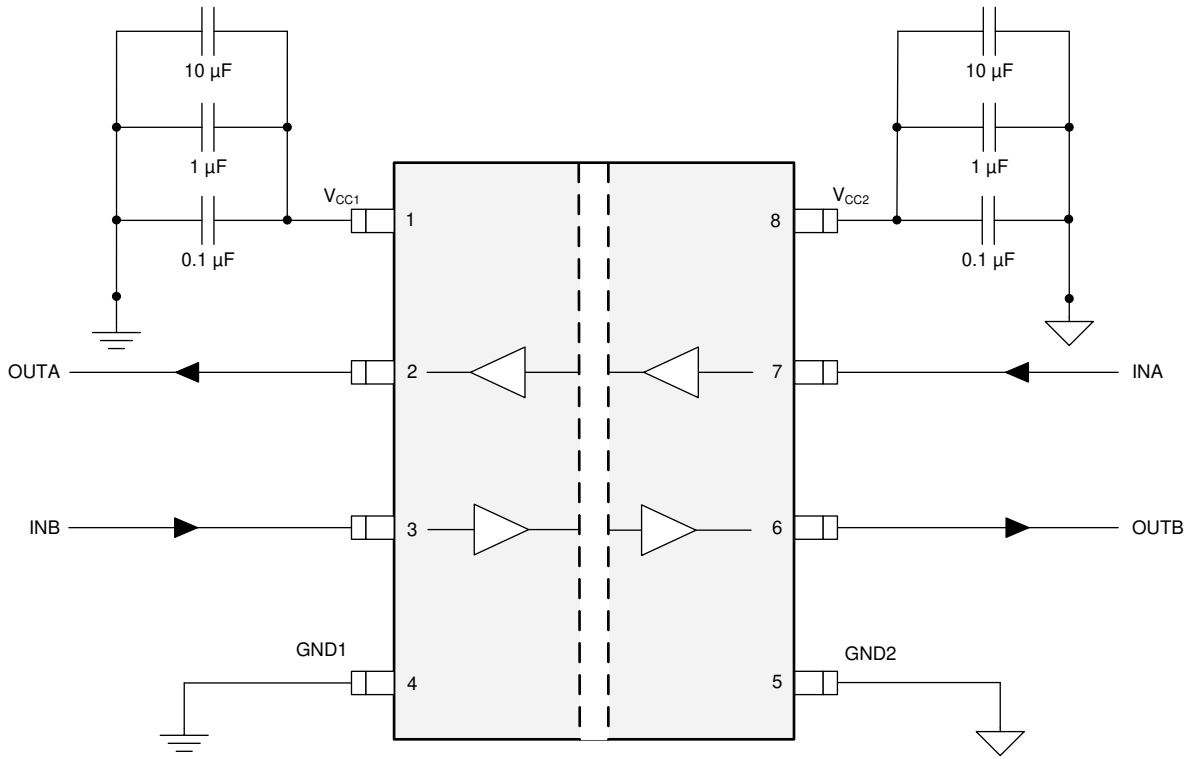 10 µF
10 µF
1 µF
1 µF
VCC1
1
8
VCC2
0.1 µF
0.1 µF
OUTA
2
7
INA
INB
3
6
OUTB
GND1
4
5
GND2